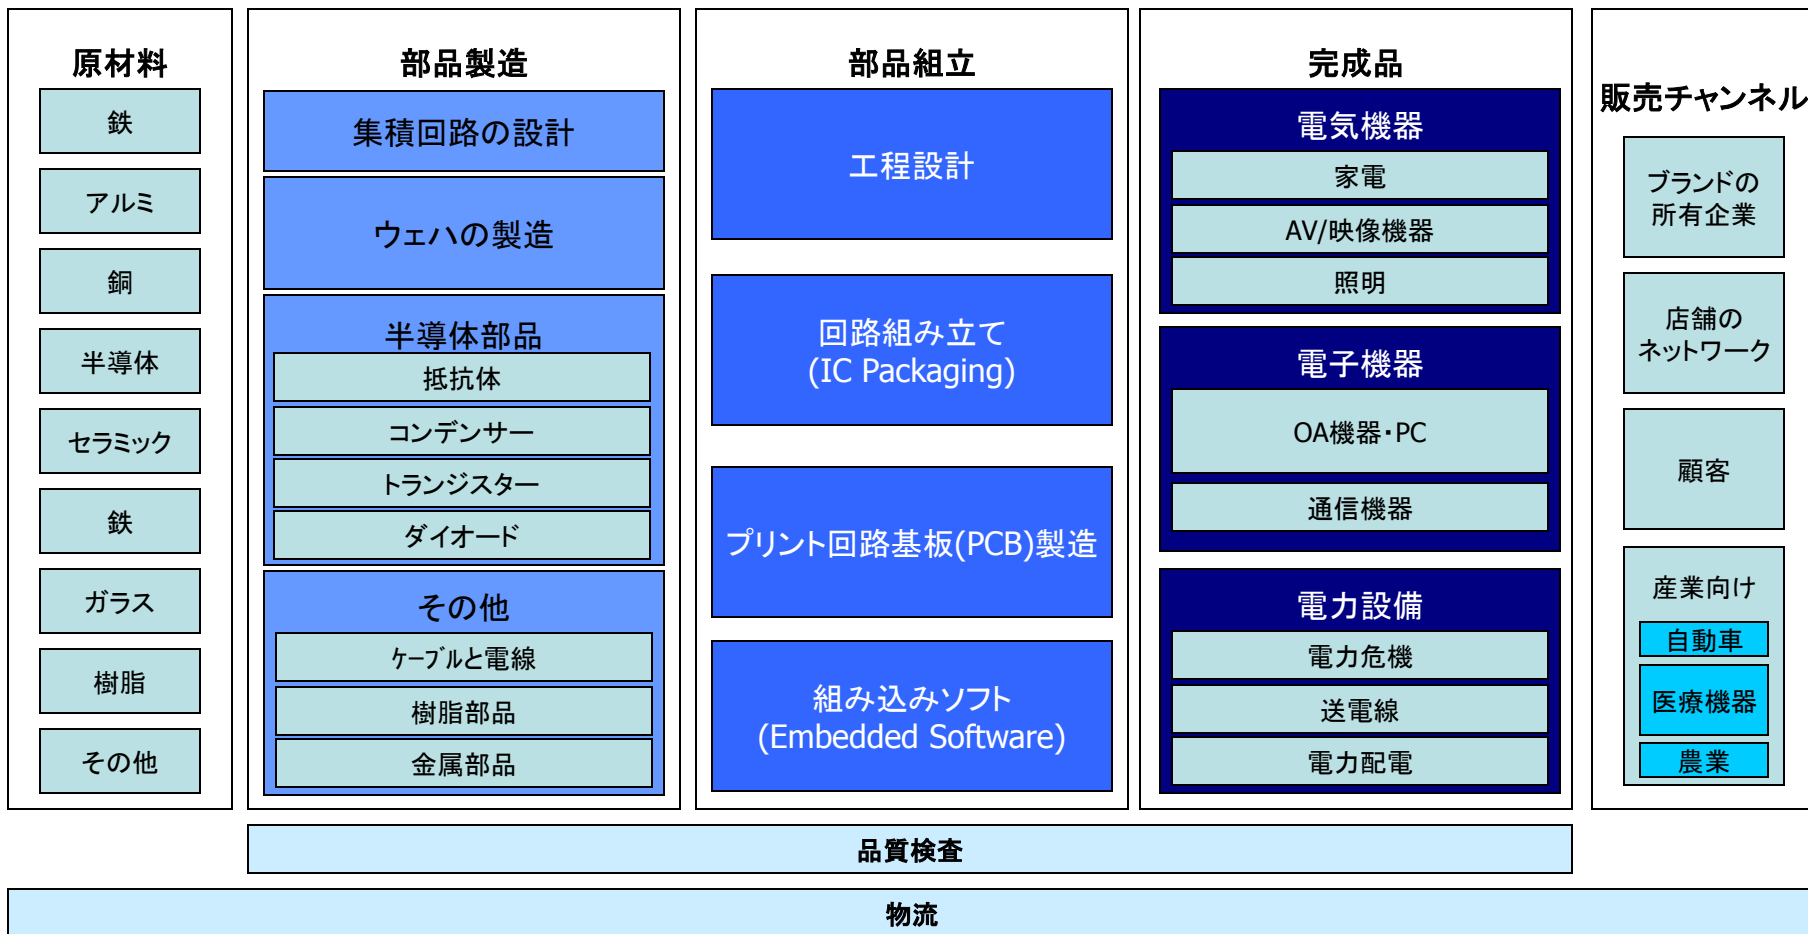 原材料
鉄
アルミ
銅
半導体
セラミック
鉄
ガラス
樹脂
その他
部品製造
集積回路の設計
ウェハの製造
半導体部品
抵抗体
コンデンサー
トランジスター
ダイオード
その他
ケーブルと電線
樹脂部品
金属部品
部品組立
工程設計
回路組み立て
(IC Packaging)
プリント回路基板(PCB)製造
組み込みソフト
(Embedded Software)
完成品
電気機器
家電
AV/映像機器
照明
電子機器
OA機器・PC
通信機器
電力設備
電力危機
送電線
電力配電
販売チャンネル
ブランドの
所有企業
店舗の
ネットワーク
顧客
産業向け
自動車
医療機器
農業
品質検査
物流